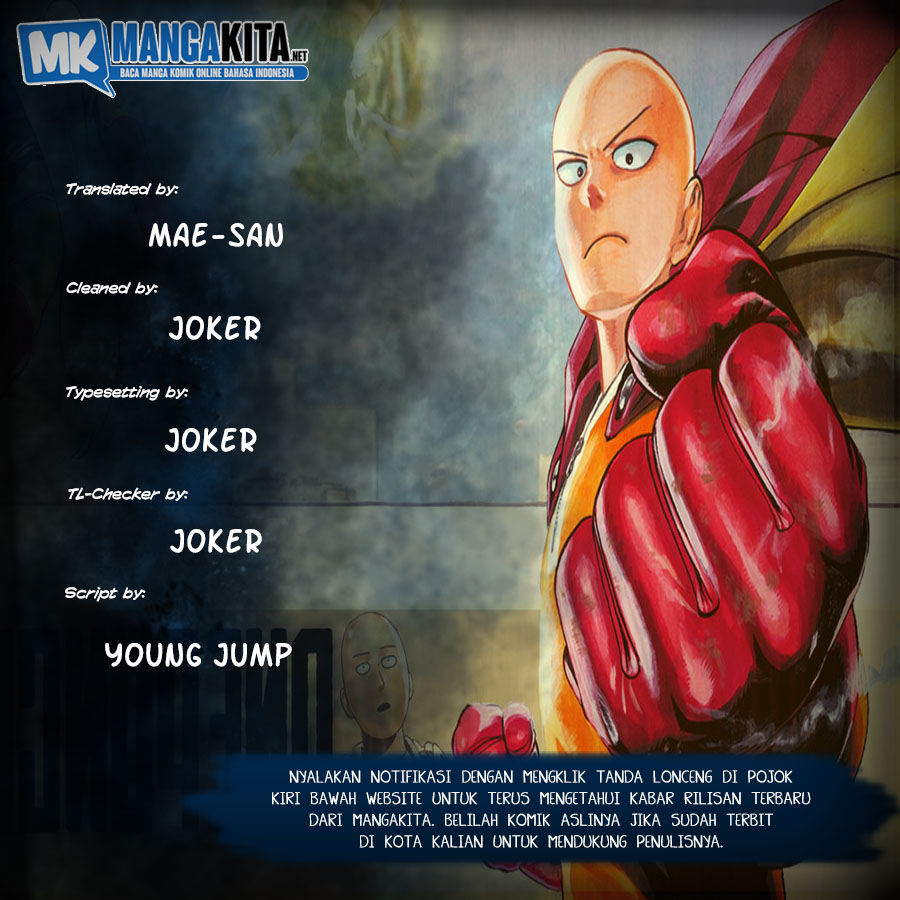 MK MANGAKITA.NET
BACA MANGA KOMIK ONLINE BAHASA INDONESIA
Translated by:
MAE-SAN
Cleaned by:
JOKER
Typesetting by:
JOKER
TL-Checker by:
JOKER
Script by:
YOUNG JUMP
NYALAKAN NOTIFIKASI DENGAN MENGKLIK TANDA LONCENG DI POJOK
KIRI BAWAH WEBSITE UNTUK TERUS MENGETAHUI KABAR RILISAN TERBARU
DARI MANGAKITA. BELILAH KOMIK ASLINYA JIKA SUDAH TERBIT
DI KOTA KALIAN UNTUK MENDUKUNG PENULISNYA.